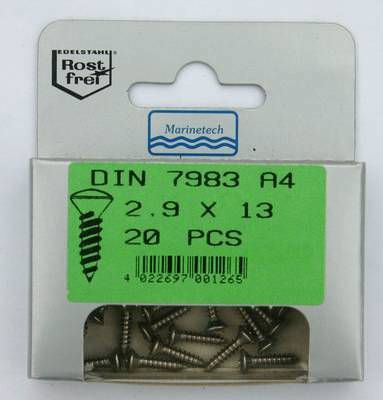 EDELSTAHL
Rost
frei
Marinetech
DIN 7983 A4
2.9 X 13
20 PCS
4 022697 001265